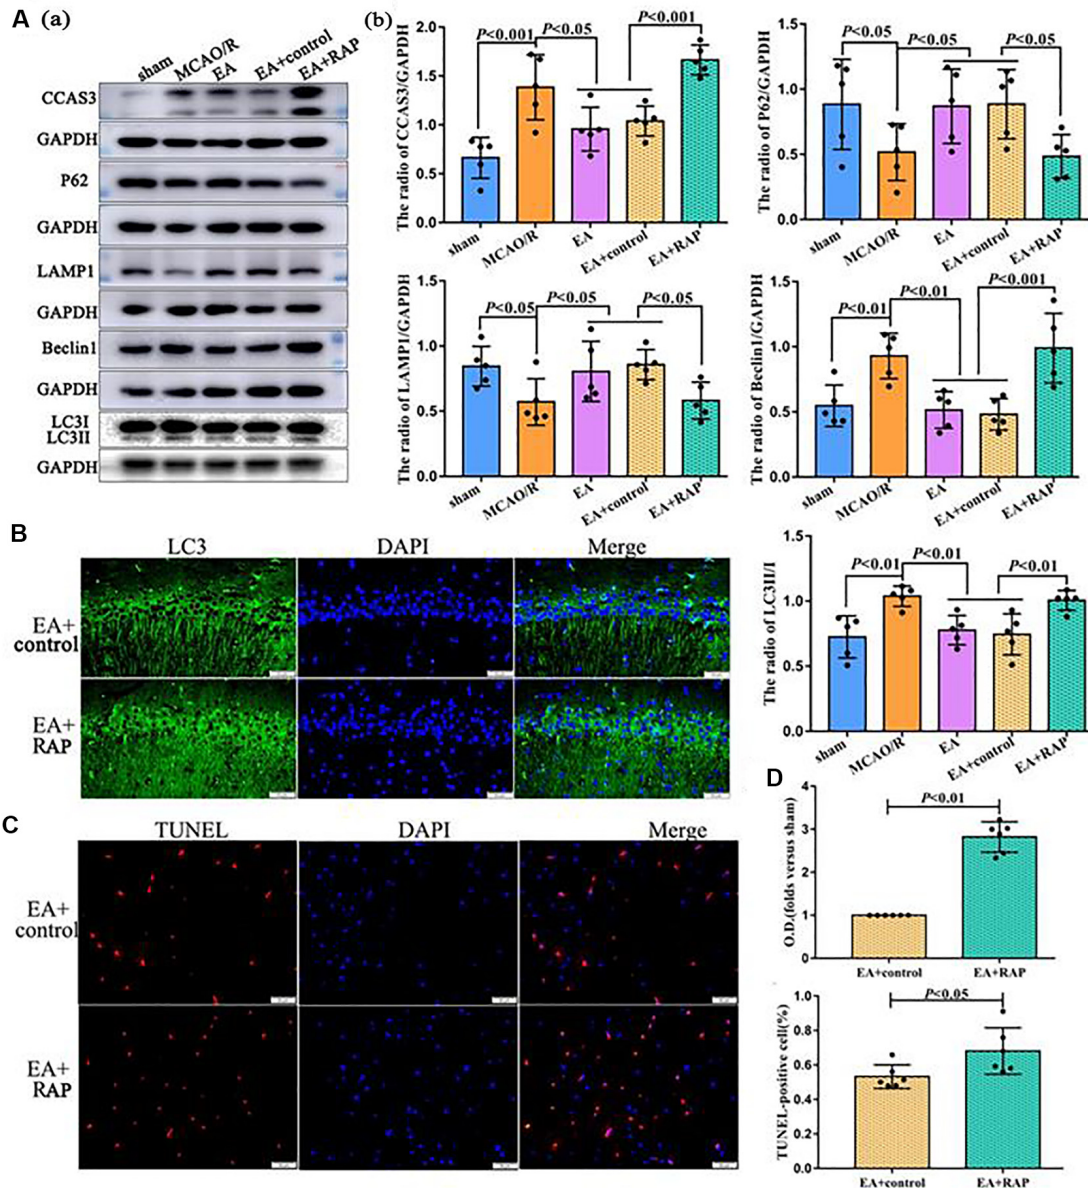 A (a)
sham
MCAO/R
EA
EA+control
EA+RAP
CCAS3
GAPDH
P62
GAPDH
LAMP1
GAPDH
Beclin1
GAPDH
LC3I
LC3II
GAPDH
(b)
The radio of CCAS3/GAPDH
2.0
1.5
1.0
0.5
0.0
P<0.001
P<0.05
P<0.001
sham
MCAO/R
EA
EA+control
EA+RAP
The radio of P62/GAPDH
1.5
1.0
0.5
0.0
P<0.05
P<0.05
P<0.05
sham
MCAO/R
EA
EA+control
EA+RAP
The radio of LAMP1/GAPDH
1.5
1.0
0.5
0.0
P<0.05
P<0.05
P<0.05
sham
MCAO/R
EA
EA+control
EA+RAP
The radio of Beclin1/GAPDH
1.5
1.0
0.5
0.0
P<0.01
P<0.01
P<0.001
sham
MCAO/R
EA
EA+control
EA+RAP
The radio of LC3II/I
1.5
1.0
0.5
0.0
P<0.01
P<0.01
P<0.01
sham
MCAO/R
EA
EA+control
EA+RAP
B
LC3 DAPI Merge
EA+
control
EA+
RAP
C
TUNEL DAPI Merge
EA+
control
EA+
RAP
D
O.D.(folds versus sham)
4
3
2
1
0
P<0.01
EA+control EA+RAP
TUNEL-positive cell(%)
1.0
0.8
0.6
0.4
0.2
0.0
P<0.05
EA+control EA+RAP